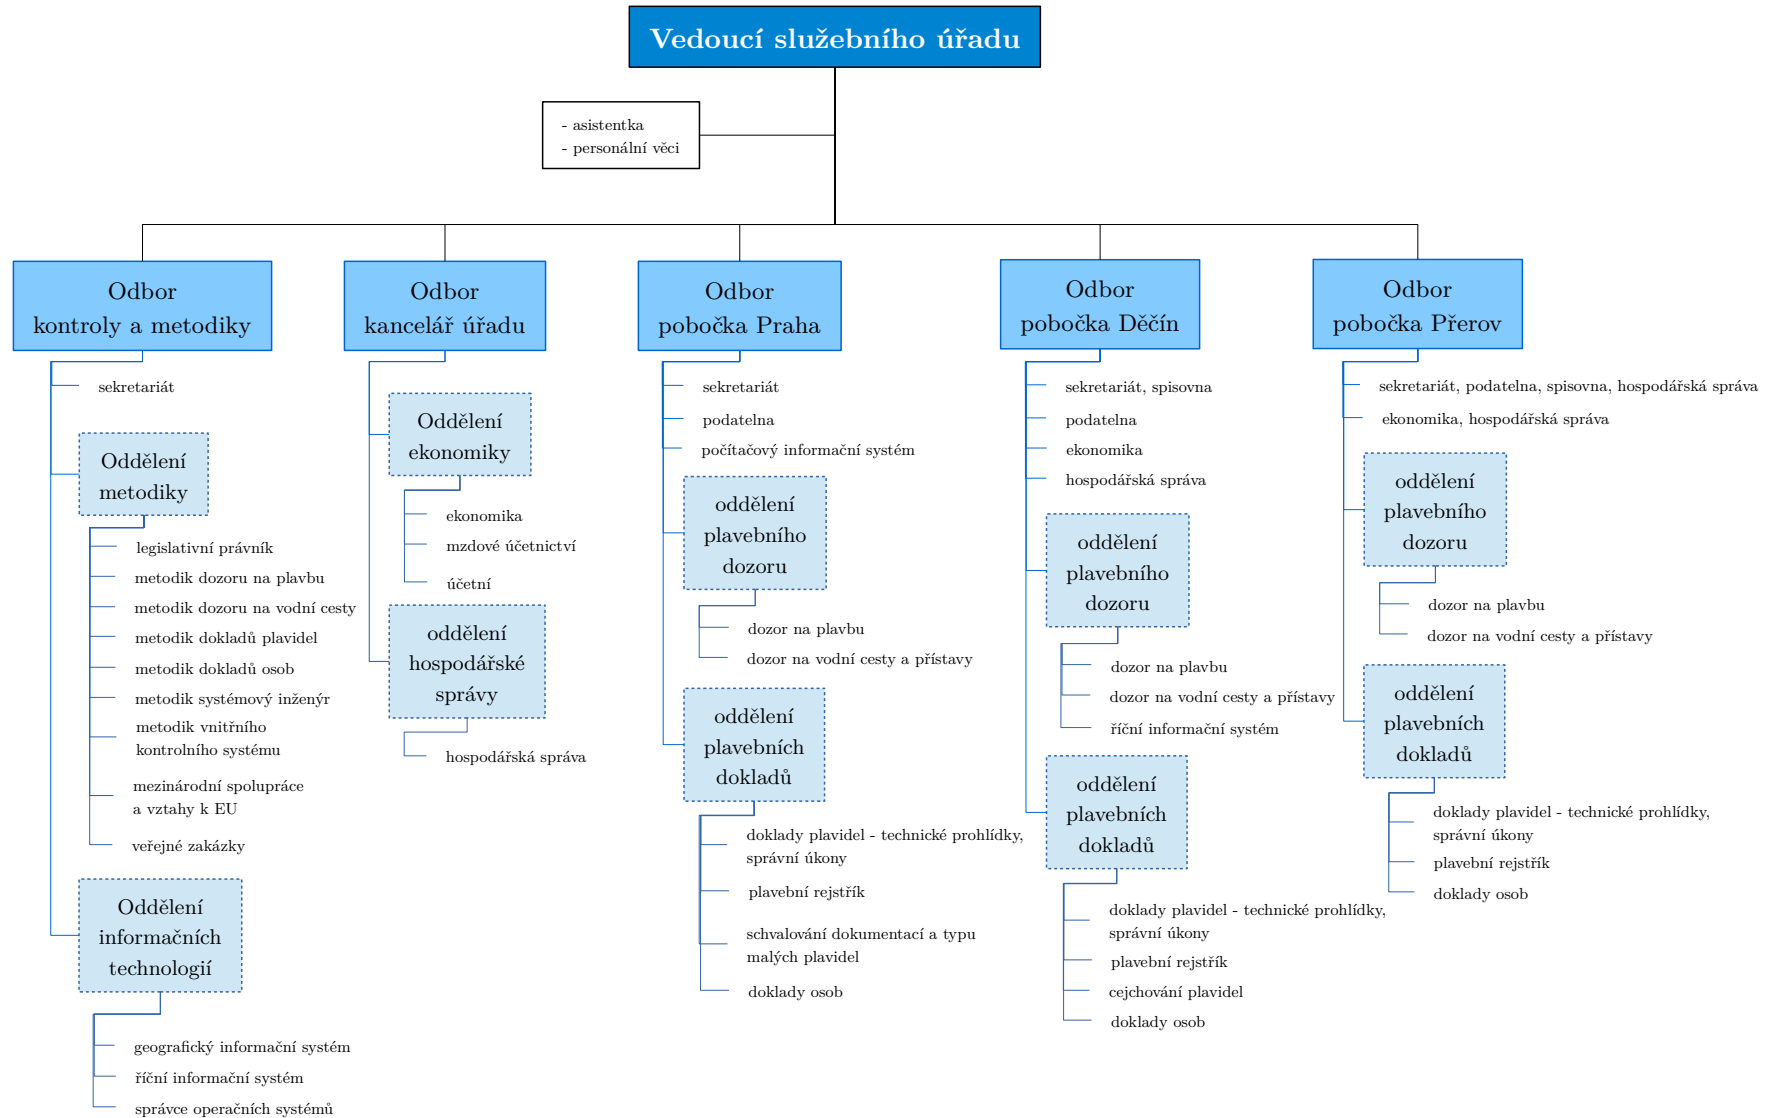 Vedoucí služebního úřadu
- asistentka
- personální věci
Odbor
kontroly a metodiky
sekretariát
Oddělení
metodiky
legislativní právník
metodik dozoru na plavbu
metodik dozoru na vodní cesty
metodik dokladů plavidel
metodik dokladů osob
metodik systémový inženýr
metodik vnitřního
kontrolního systému
mezinárodní spolupráce
a vztahy k EU
veřejné zakázky
Oddělení
informačních
technologií
geografický informační systém
říční informační systém
správce operačních systémů
Odbor
kancelář úřadu
Oddělení
ekonomiky
ekonomika
mzdové účetnictví
účetní
oddělení
hospodářské
správy
hospodářská správa
Odbor
pobočka Praha
sekretariát
podatelna
počítačový informační systém
oddělení
plavebního
dozoru
dozor na plavbu
dozor na vodní cesty a přístavy
oddělení
plavebních
dokladů
doklady plavidel - technické prohlídky,
správní úkony
plavební rejstřík
schvalování dokumentací a typu
malých plavidel
doklady osob
Odbor
pobočka Děčín
sekretariát, spisovna
podatelna
ekonomika
hospodářská správa
oddělení
plavebního
dozoru
dozor na plavbu
dozor na vodní cesty a přístavy
říční informační systém
oddělení
plavebních
dokladů
doklady plavidel - technické prohlídky,
správní úkony
plavební rejstřík
cejchování plavidel
doklady osob
Odbor
pobočka Přerov
sekretariát, podatelna, spisovna, hospodářská správa
ekonomika, hospodářská správa
oddělení
plavebního
dozoru
dozor na plavbu
dozor na vodní cesty a přístavy
oddělení
plavebních
dokladů
doklady plavidel - technické prohlídky,
správní úkony
plavební rejstřík
doklady osob